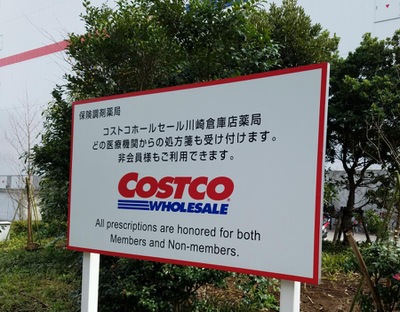 保険調剤薬局
コストコホールセール川崎倉庫店薬局
どの医療機関からの処方箋も受け付けます。
非会員様もご利用できます。
COSTCO
WHOLESALE
All prescriptions are honored for both
Members and Non-members.